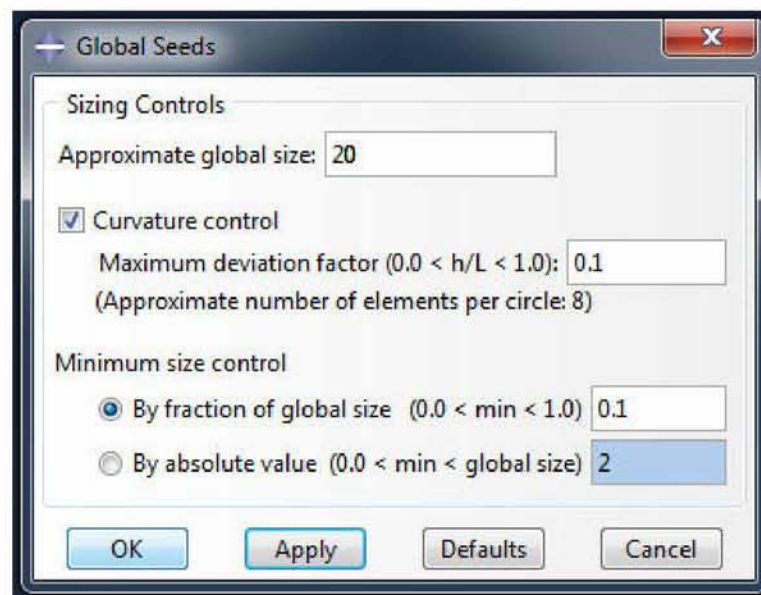 Global Seeds
Sizing Controls
Approximate global size: 20
Curvature control
Maximum deviation factor (0.0 < h/L < 1.0): 0.1
(Approximate number of elements per circle: 8)
Minimum size control
By fraction of global size (0.0 < min < 1.0) 0.1
By absolute value (0.0 < min < global size) 2
OK Apply Defaults Cancel